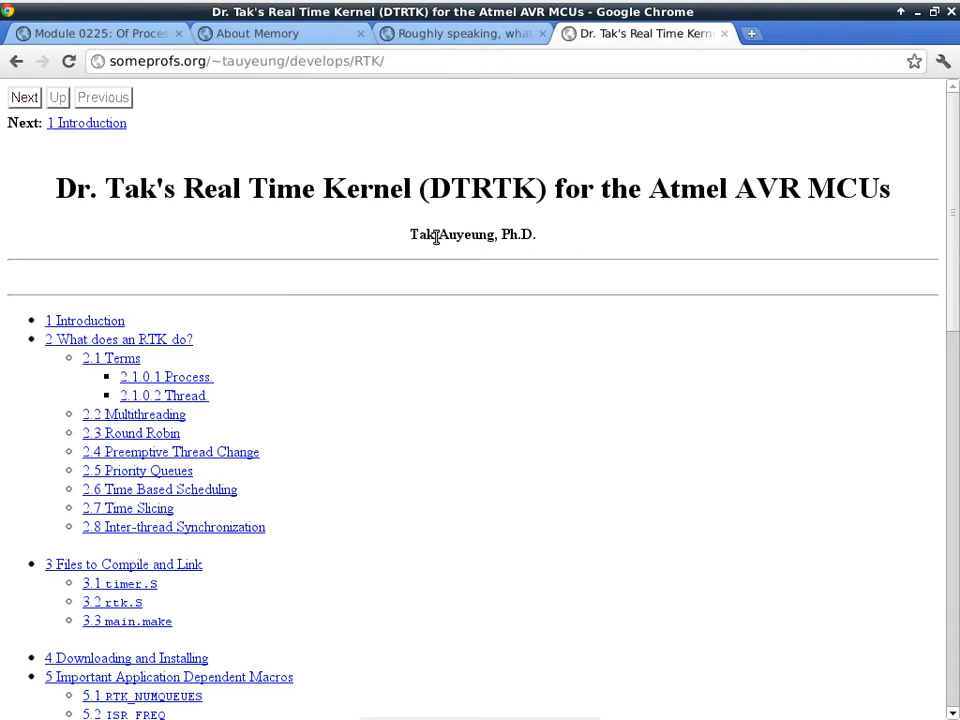 Dr. Tak's Real Time Kernel (DTRTK) for the Atmel AVR MCUs - Google Chrome
Module 0225: Of Proces × About Memory × Roughly speaking, what × Dr. Tak's Real Time Kern ×
someprofs.org/~tauyeung/develops/RTK/
Next Up Previous
Next: 1 Introduction
Dr. Tak's Real Time Kernel (DTRTK) for the Atmel AVR MCUs
Tak Auyeung, Ph.D.
1 Introduction
2 What does an RTK do?
2.1 Terms
2.1.0.1 Process.
2.1.0.2 Thread.
2.2 Multithreading
2.3 Round Robin
2.4 Preemptive Thread Change
2.5 Priority Queues
2.6 Time Based Scheduling
2.7 Time Slicing
2.8 Inter-thread Synchronization
3 Files to Compile and Link
3.1 timer.S
3.2 rtk.S
3.3 main.make
4 Downloading and Installing
5 Important Application Dependent Macros
5.1 RTK_NUMQUEUES
5.2 ISR_FREQ